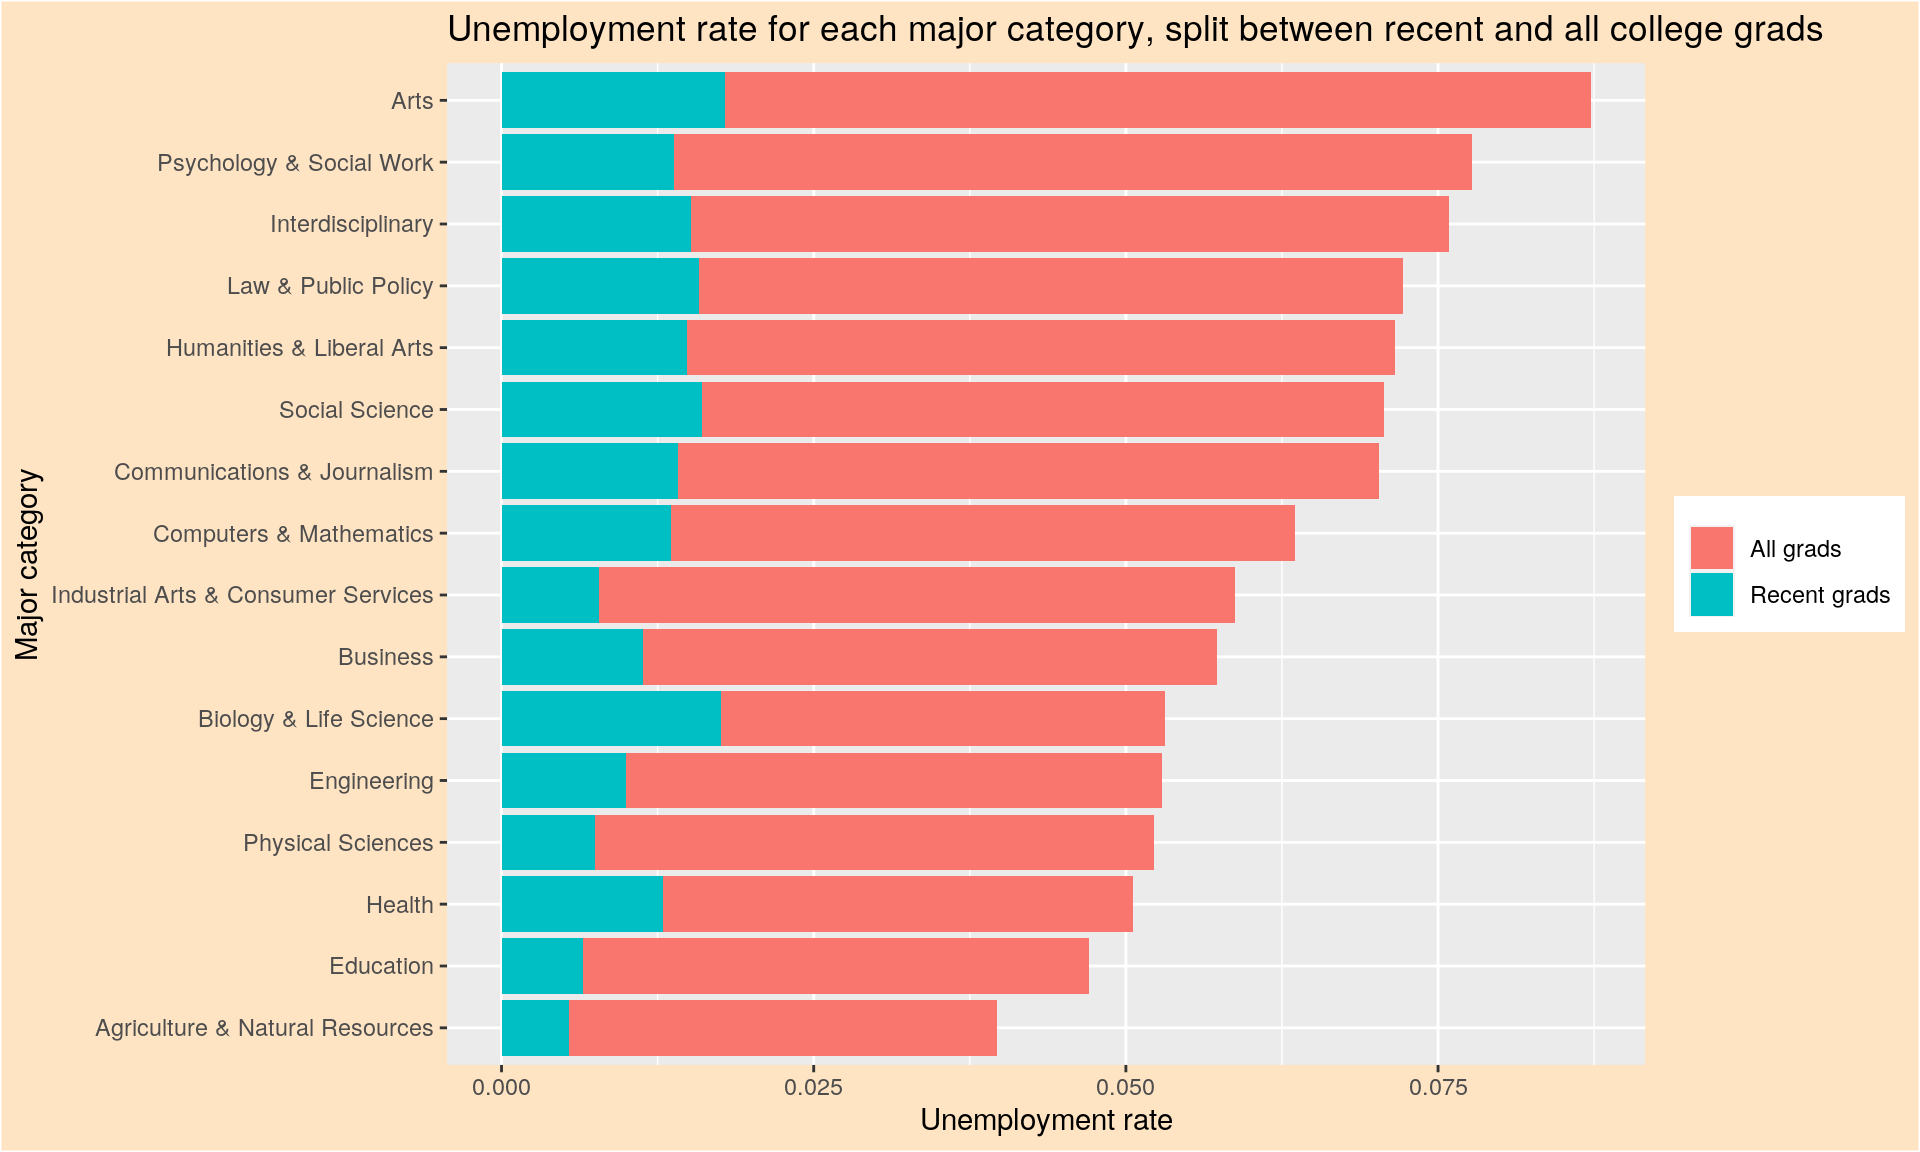 Unemployment rate for each major category, split between recent and all college grads
Major category
Arts
Psychology & Social Work
Interdisciplinary
Law & Public Policy
Humanities & Liberal Arts
Social Science
Communications & Journalism
Computers & Mathematics
Industrial Arts & Consumer Services
Business
Biology & Life Science
Engineering
Physical Sciences
Health
Education
Agriculture & Natural Resources
0.000
0.025
0.050
0.075
Unemployment rate
All grads
Recent grads